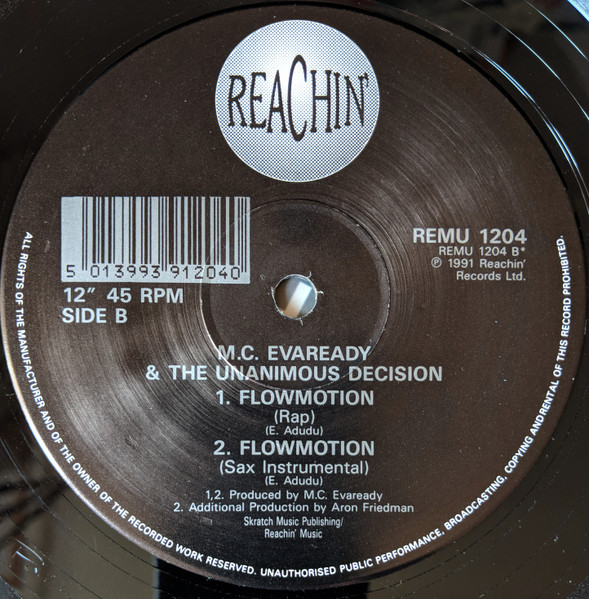 REACHIN'
5 013993 912040
12" 45 RPM
SIDE B
REMU 1204
REMU 1204 B*
℗ 1991 Reachin'
Records Ltd.
M.C. EVAREADY
& THE UNANIMOUS DECISION
1. FLOWMOTION
(Rap)
(E. Adudu)
2. FLOWMOTION
(Sax Instrumental)
(E. Adudu)
1,2. Produced by M.C. Evaready
2. Additional Production by Aron Friedman
Skratch Music Publishing/
Reachin' Music
ALL RIGHTS OF THE MANUFACTURER AND OF THE OWNER OF THE RECORDED WORK RESERVED. UNAUTHORISED PUBLIC PERFORMANCE, BROADCASTING, COPYING ANDRENTAL OF THIS RECORD PROHIBITED.